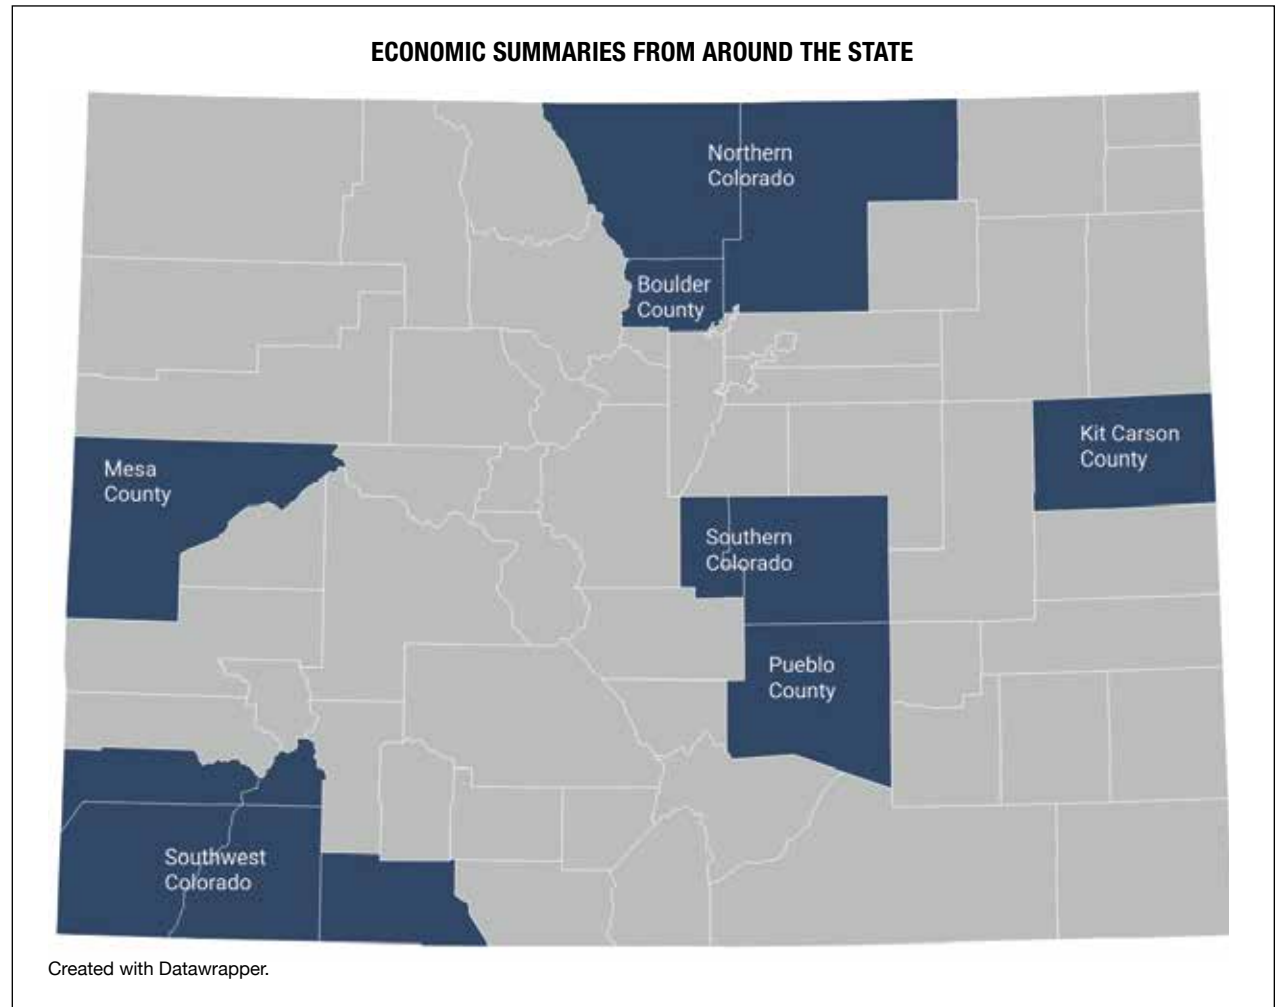 ECONOMIC SUMMARIES FROM AROUND THE STATE
Northern
Colorado
Boulder
County
Kit Carson
County
Mesa
County
Southern
Colorado
Pueblo
County
Southwest
Colorado
Created with Datawrapper.